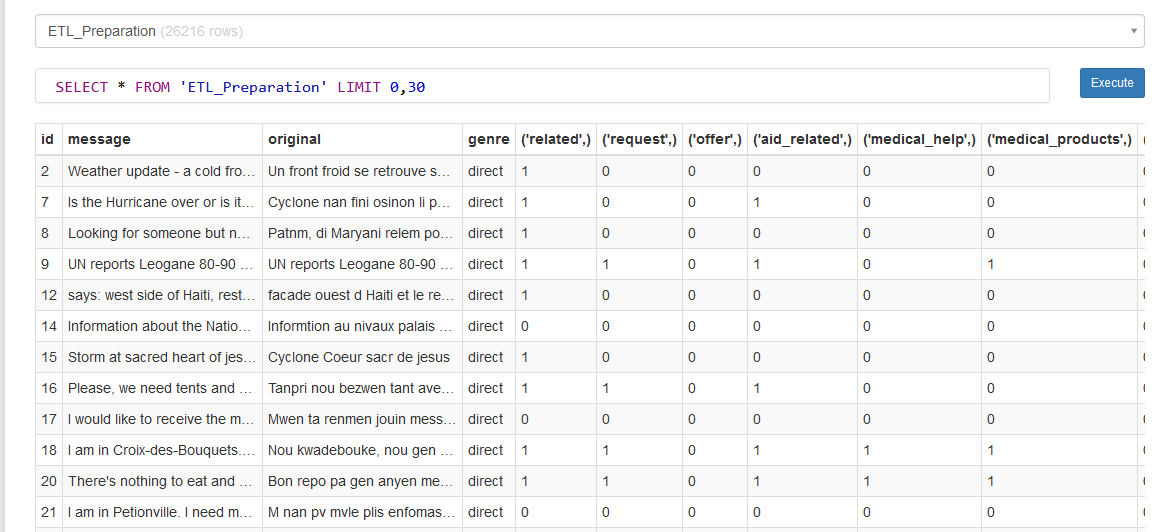 ETL_Preparation (26216 rows)
SELECT * FROM 'ETL_Preparation' LIMIT 0,30
Execute
id message original genre ('related',) ('request',) ('offer',) ('aid_related',) ('medical_help',) ('medical_products',) (
2 Weather update - a cold fro... Un front froid se retrouve s... direct 1 0 0 0 0 0
7 Is the Hurricane over or is it... Cyclone nan fini osinon li p... direct 1 0 0 1 0 0
8 Looking for someone but n... Patnm, di Maryani relem po... direct 1 0 0 0 0 0
9 UN reports Leogane 80-90 ... UN reports Leogane 80-90 ... direct 1 1 0 1 0 1
12 says: west side of Haiti, rest... facade ouest d Haiti et le re... direct 1 0 0 0 0 0
14 Information about the Natio... Informtion au nivaux palais ... direct 0 0 0 0 0 0
15 Storm at sacred heart of jes... Cyclone Coeur sacr de jesus direct 1 0 0 0 0 0
16 Please, we need tents and ... Tanpri nou bezwen tant ave... direct 1 1 0 1 0 0
17 I would like to receive the m... Mwen ta renmen jouin mess... direct 0 0 0 0 0 0
18 I am in Croix-des-Bouquets.... Nou kwadebouke, nou gen ... direct 1 1 0 1 1 1
20 There's nothing to eat and ... Bon repo pa gen anyen me... direct 1 1 0 1 1 1
21 I am in Petionville. I need m... M nan pv mvle plis enfomas... direct 0 0 0 0 0 0